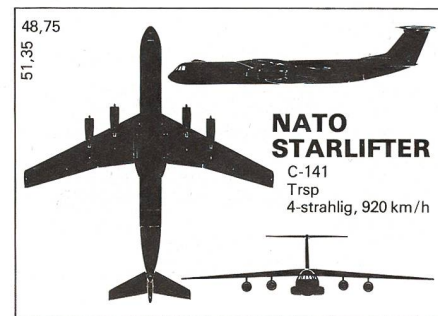 48,75
51,35
NATO
STARLIFTER
C-141
Trsp
4-strahlig, 920 km/h